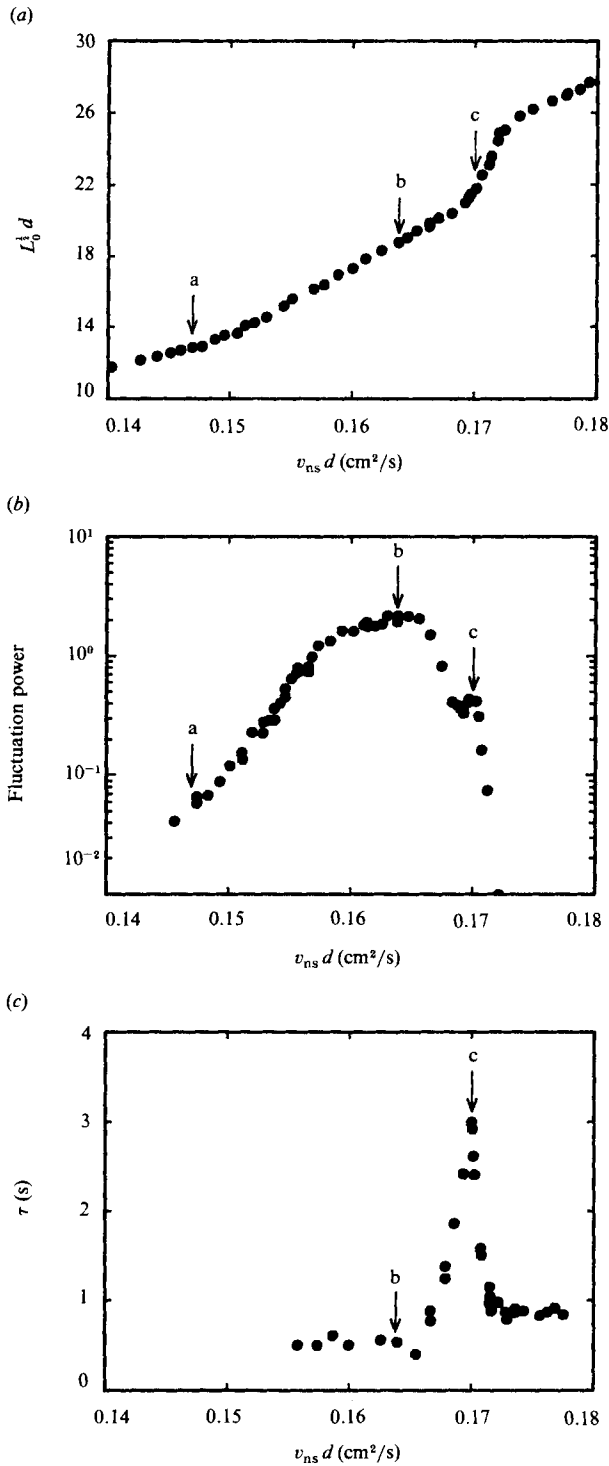 (a)
30
26
22
18
14
10
L₀^½ d
a
b
c
0.14 0.15 0.16 0.17 0.18
v_ns d (cm²/s)
(b)
10¹
10⁰
10⁻¹
10⁻²
Fluctuation power
a
b
c
0.14 0.15 0.16 0.17 0.18
v_ns d (cm²/s)
(c)
4
3
2
1
0
τ (s)
b
c
0.14 0.15 0.16 0.17 0.18
v_ns d (cm²/s)